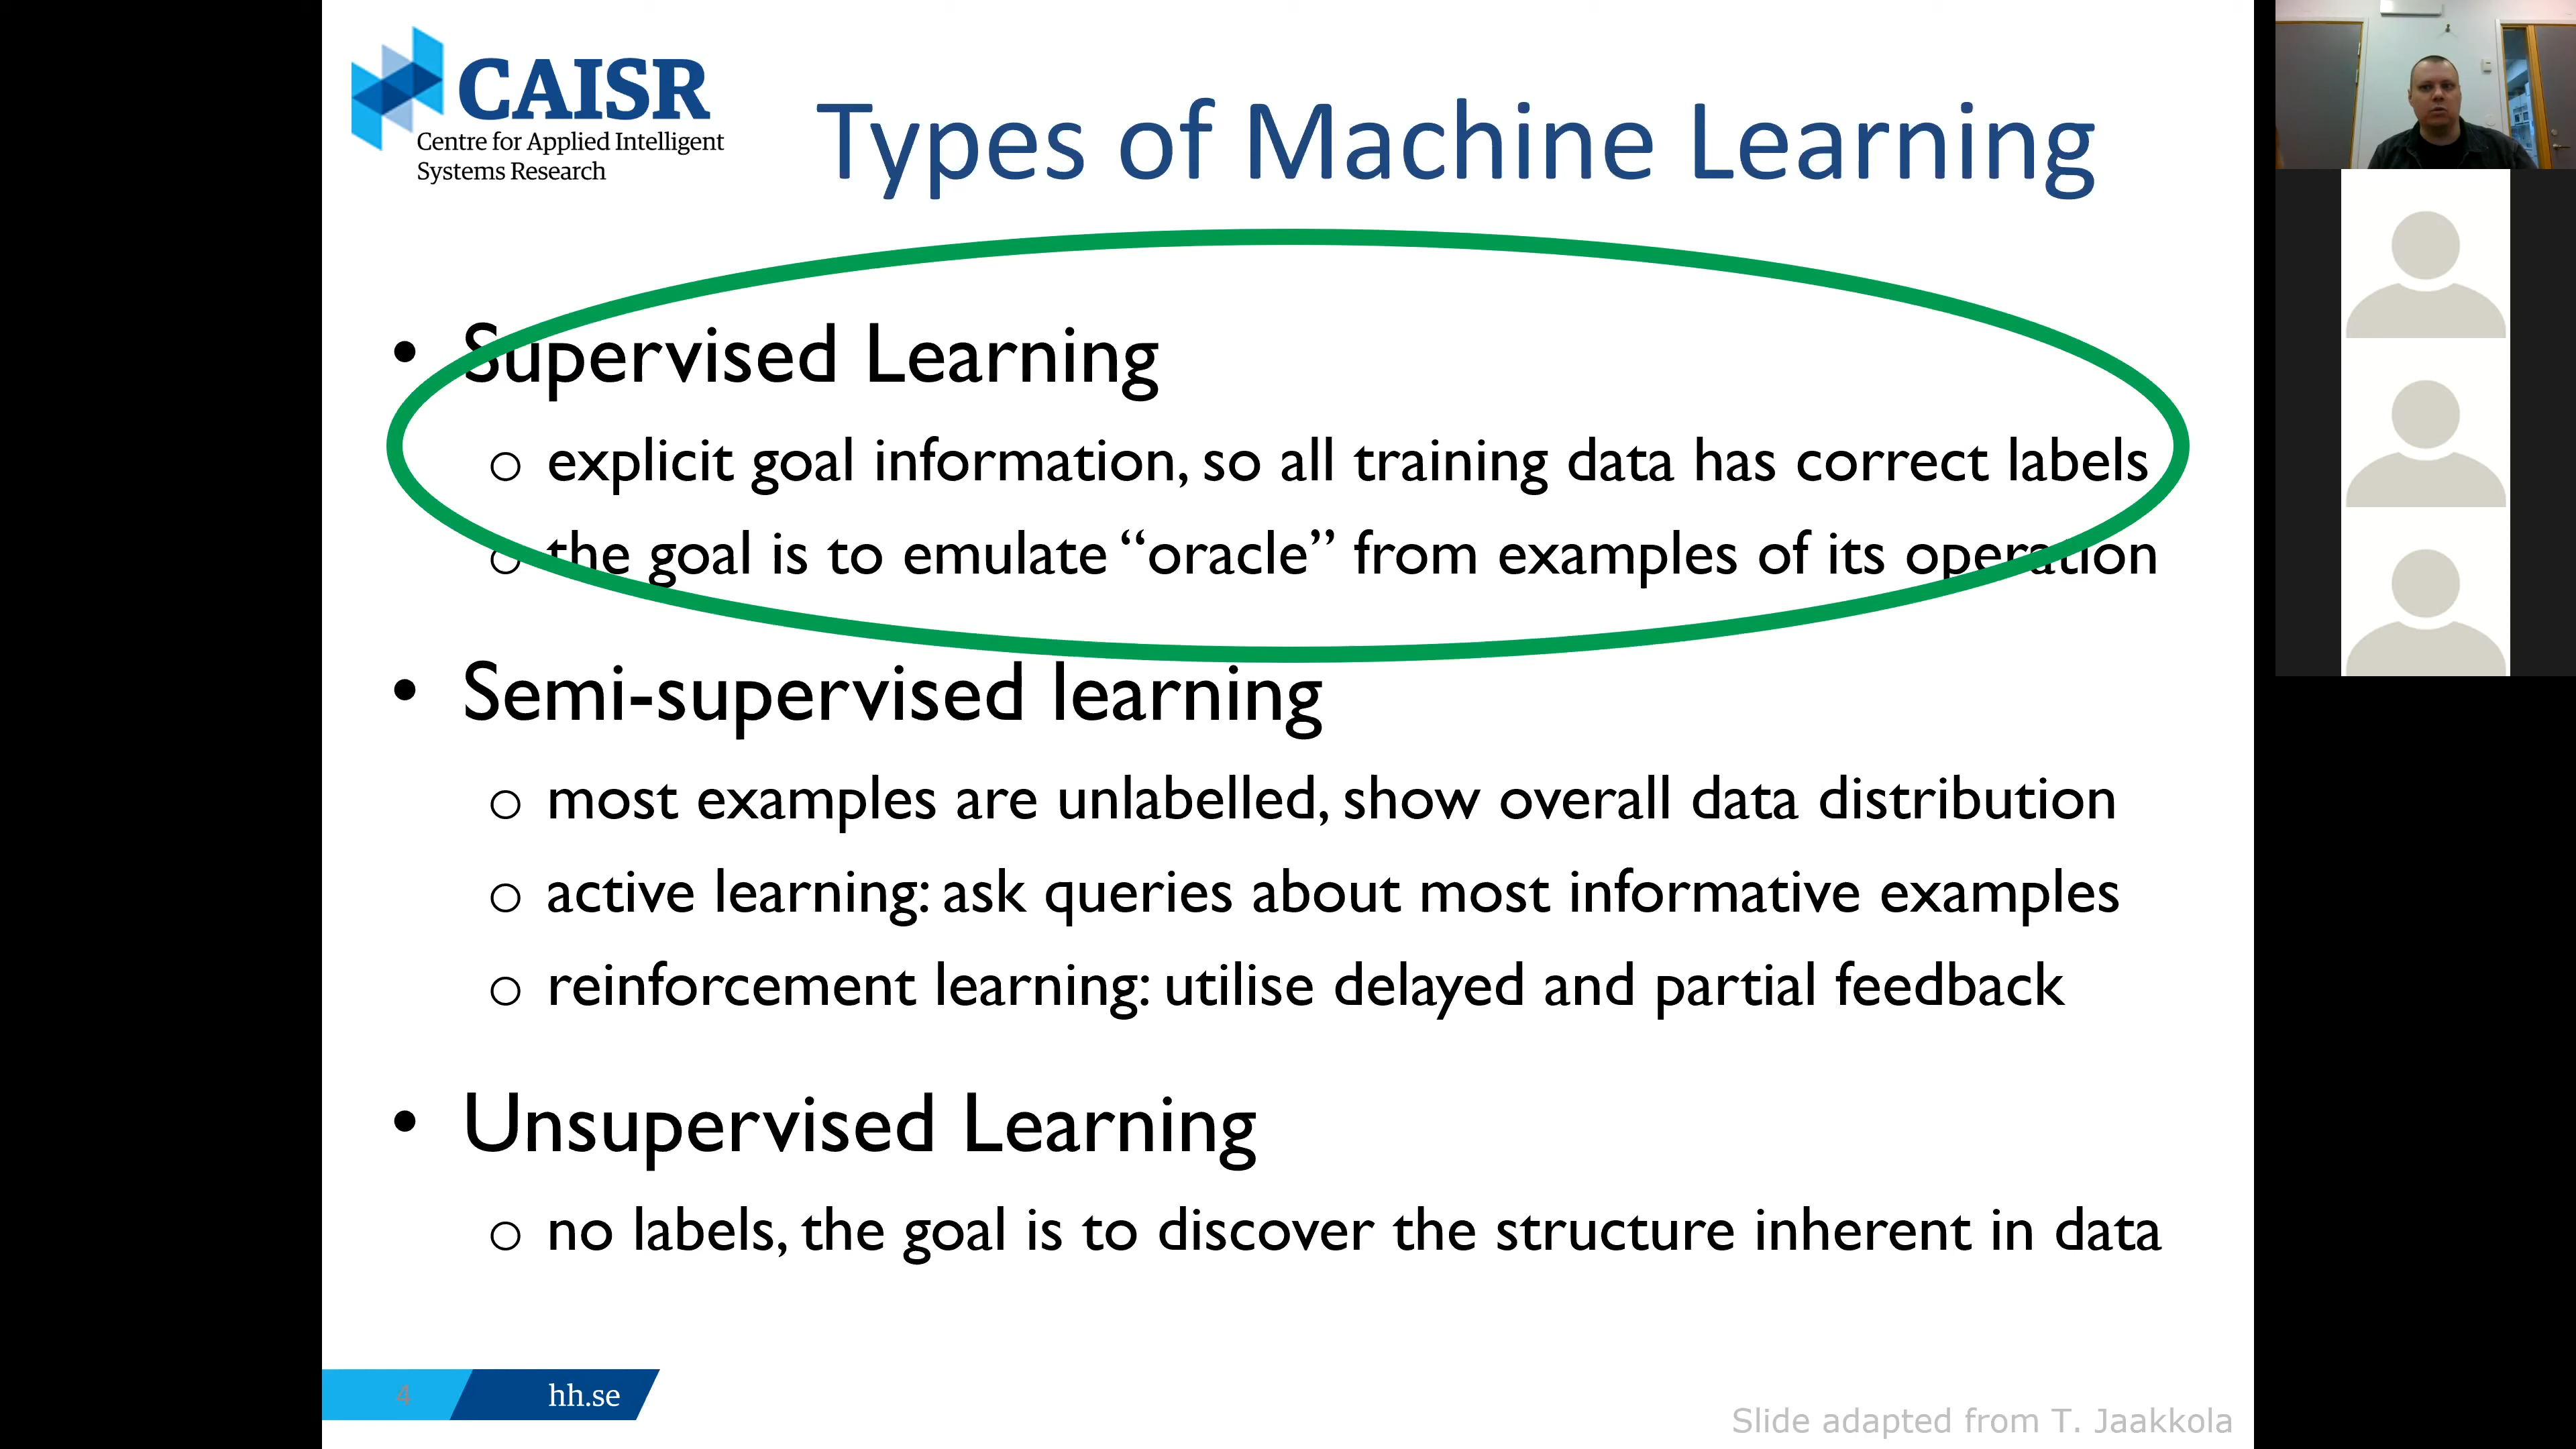 CAISR
Centre for Applied Intelligent
Systems Research
Types of Machine Learning
• Supervised Learning
o explicit goal information, so all training data has correct labels
o the goal is to emulate “oracle” from examples of its operation
• Semi-supervised learning
o most examples are unlabelled, show overall data distribution
o active learning: ask queries about most informative examples
o reinforcement learning: utilise delayed and partial feedback
• Unsupervised Learning
o no labels, the goal is to discover the structure inherent in data
4
hh.se
Slide adapted from T. Jaakkola